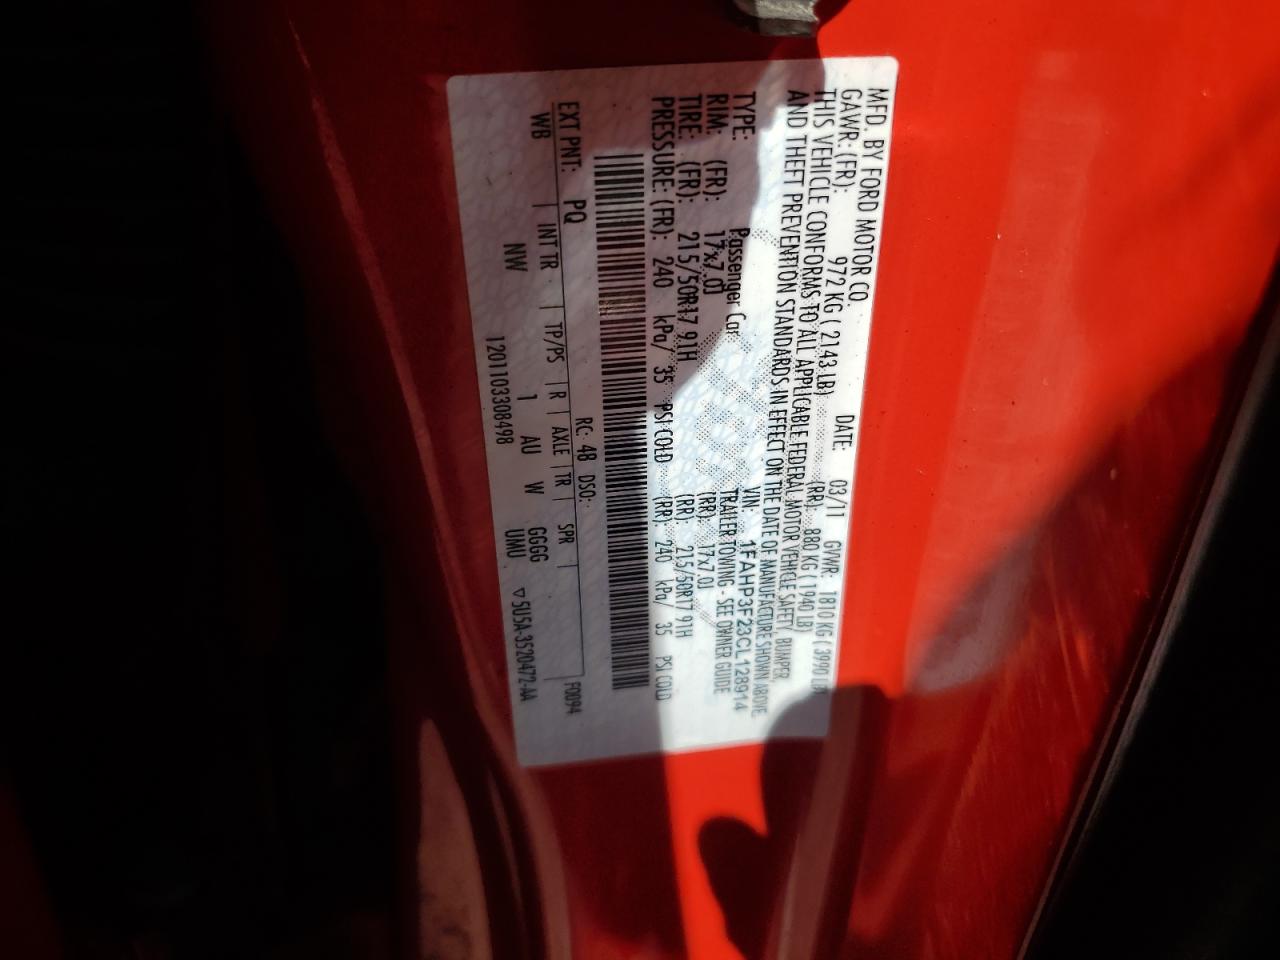 MFD. BY FORD MOTOR CO.
DATE: 03/11 GVWR: 1810 KG ( 3990 LB)
GAWR: (FR): 972 KG ( 2143 LB) (RR): 880 KG ( 1940 LB)
THIS VEHICLE CONFORMS TO ALL APPLICABLE FEDERAL MOTOR VEHICLE SAFETY, BUMPER,
AND THEFT PREVENTION STANDARDS IN EFFECT ON THE DATE OF MANUFACTURE SHOWN ABOVE
VIN: 1FAHP3F23CL128914
TYPE: Passenger Car TRAILER TOWING - SEE OWNER GUIDE
RIM: (FR): 17x7.0J (RR): 17x7.0J
TIRE: (FR): 215/50R17 91H (RR): 215/50R17 91H
PRESSURE: (FR): 240 kPa/ 35 PSI COLD (RR): 240 kPa/ 35 PSI COLD
EXT PNT: PQ RC: 48 DSO: F0094
WB | INT TR | TP/PS | R | AXLE | TR | SPR |
NW 1 AU W GGGG
UMU
1201103308498 ▽ 5U5A-3520472-AA